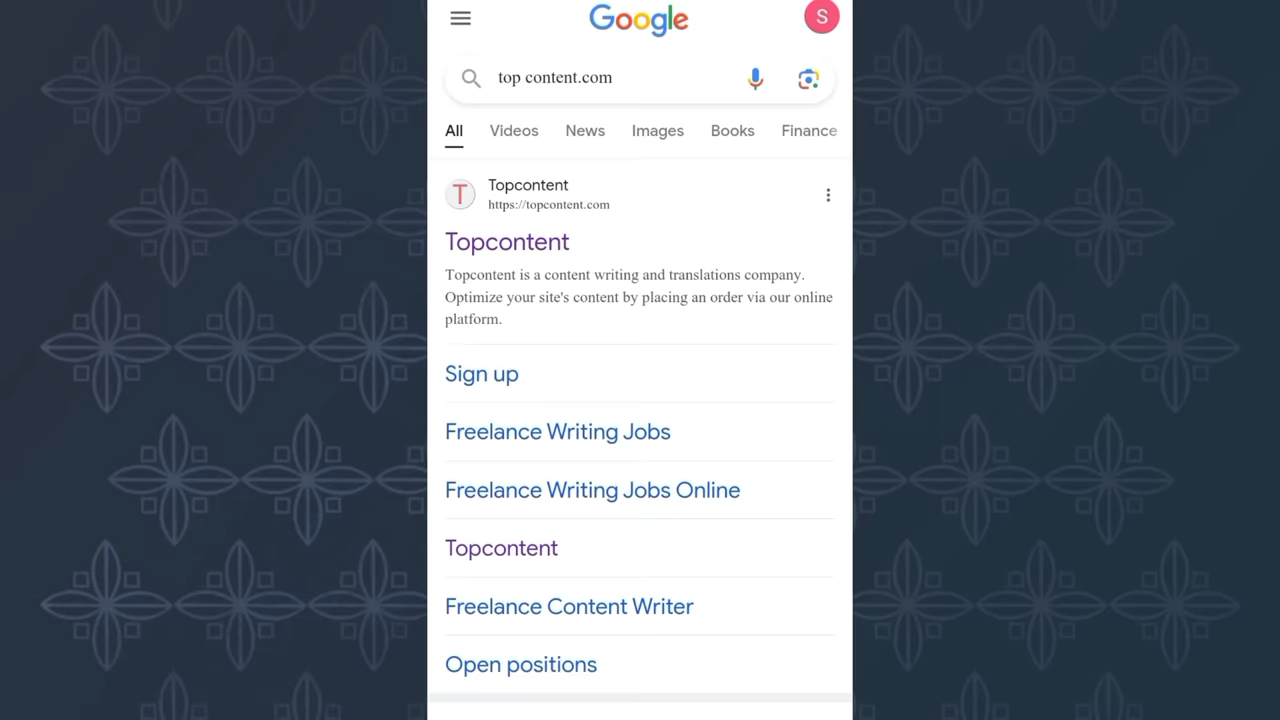 Google
S
top content.com
All Videos News Images Books Finance
T
Topcontent
https://topcontent.com
Topcontent
Topcontent is a content writing and translations company.
Optimize your site's content by placing an order via our online
platform.
Sign up
Freelance Writing Jobs
Freelance Writing Jobs Online
Topcontent
Freelance Content Writer
Open positions